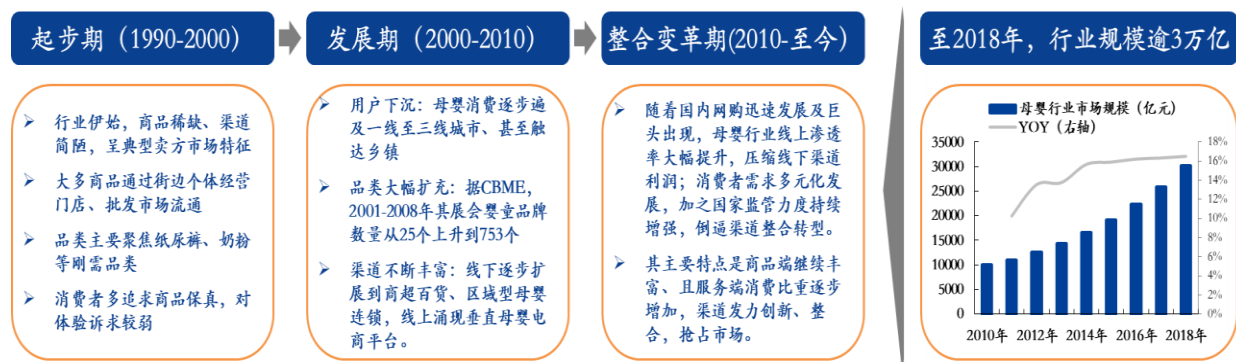 起步期（1990-2000）
发展期（2000-2010）
整合变革期(2010-至今）
至2018年，行业规模逾3万亿
➢ 行业伊始，商品稀缺、渠道
简陋，呈典型卖方市场特征
➢ 大多商品通过街边个体经营
门店、批发市场流通
➢ 品类主要聚焦纸尿裤、奶粉
等刚需品类
➢ 消费者多追求商品保真，对
体验诉求较弱
➢ 用户下沉：母婴消费逐步遍
及一线至三线城市、甚至触
达乡镇
➢ 品类大幅扩充：据CBME，
2001-2008年其展会婴童品牌
数量从25个上升到753个
➢ 渠道不断丰富：线下逐步扩
展到商超百货、区域型母婴
连锁，线上涌现垂直母婴电
商平台。
➢ 随着国内网购迅速发展及巨
头出现，母婴行业线上渗透
率大幅提升，压缩线下渠道
利润；消费者需求多元化发
展，加之国家监管力度持续
增强，倒逼渠道整合转型。
➢ 其主要特点是商品端继续丰
富、且服务端消费比重逐步
增加，渠道发力创新、整
合，抢占市场。
母婴行业市场规模（亿元）
YOY（右轴）
35000
30000
25000
20000
15000
10000
5000
0
18%
16%
14%
12%
10%
8%
6%
4%
2%
0%
2010年 2012年 2014年 2016年 2018年